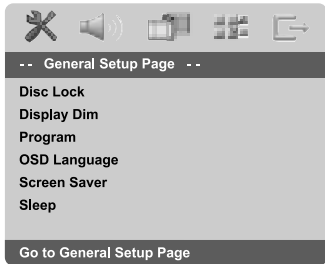 -- General Setup Page --
Disc Lock
Display Dim
Program
OSD Language
Screen Saver
Sleep
Go to General Setup Page